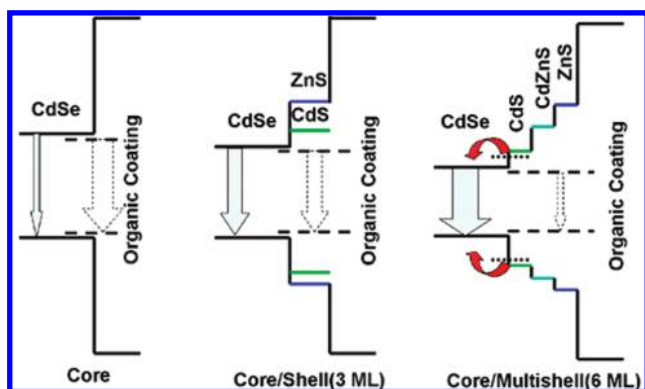 CdSe
Organic Coating
Core
ZnS
CdS
CdSe
Organic Coating
Core/Shell(3 ML)
CdSe
CdS
CdZnS
ZnS
Organic Coating
Core/Multishell(6 ML)